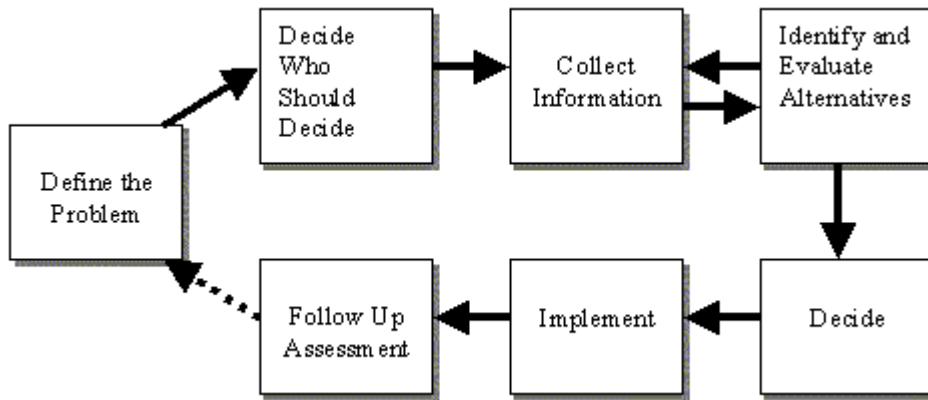 Decide
Who
Should
Decide
Collect
Information
Identify and
Evaluate
Alternatives
Define the
Problem
Follow Up
Assessment
Implement
Decide